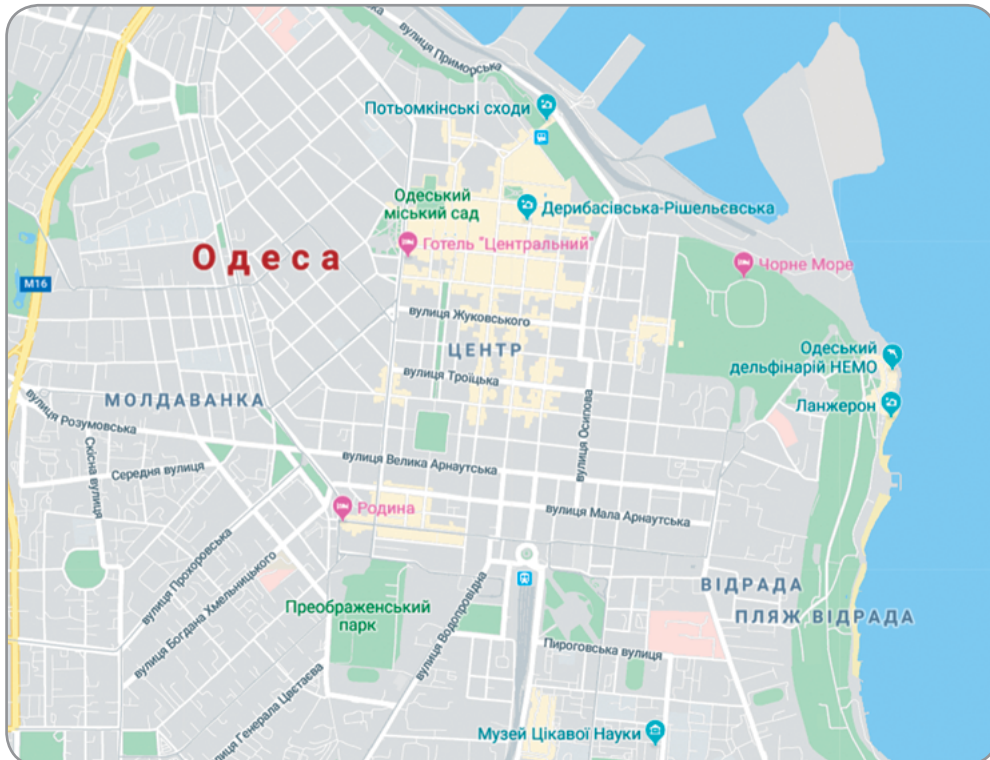 вулиця Приморська
Потьомкінські сходи
Одеський
міський сад
Дерибасівська-Рішельєвська
Готель "Центральний"
Одеса
Чорне Море
М16
вулиця Жуковського
ЦЕНТР
Одеський
дельфінарій НЕМО
вулиця Троїцька
МОЛДАВАНКА
Ланжерон
вулиця Розумовська
вулиця Осипова
Скісна вулиця
Середня вулиця
вулиця Велика Арнаутська
Родина
вулиця Мала Арнаутська
вулиця Прохоровська
вулиця Богдана Хмельницького
ВІДРАДА
Преображенський
парк
ПЛЯЖ ВІДРАДА
вулиця Водопровідна
Пироговська вулиця
улиця Генерала Цвєтаєва
Музей Цікавої Науки